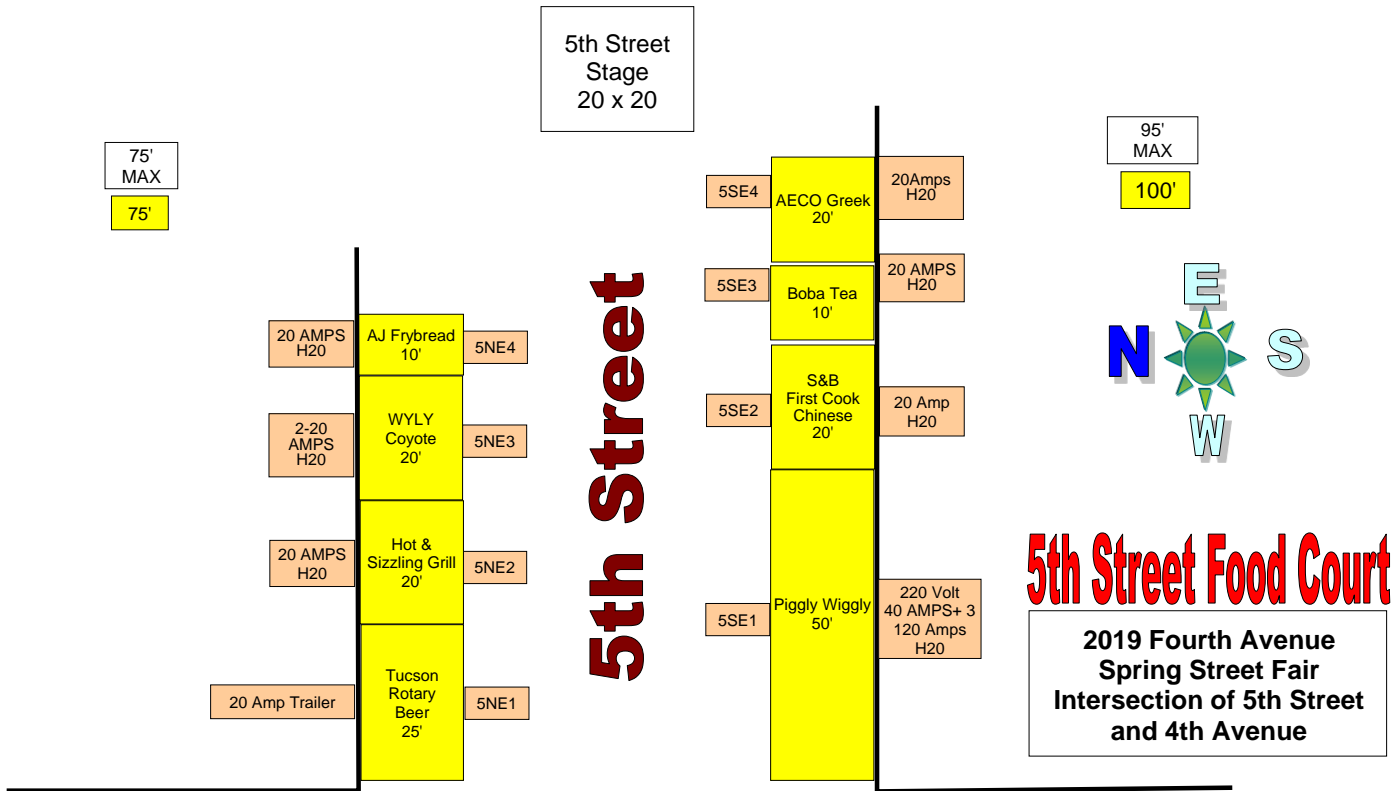 5th Street
Stage
20 x 20
75'
MAX
75'
95'
MAX
100'
5SE4
AECO Greek
20'
20Amps
H20
5SE3
Boba Tea
10'
20 AMPS
H20
E
N
S
W
20 AMPS
H20
AJ Frybread
10'
5NE4
5SE2
S&B
First Cook
Chinese
20'
20 Amp
H20
2-20
AMPS
H20
WYLY
Coyote
20'
5NE3
5th Street
20 AMPS
H20
Hot &
Sizzling Grill
20'
5NE2
5SE1
Piggly Wiggly
50'
220 Volt
40 AMPS+ 3
120 Amps
H20
20 Amp Trailer
Tucson
Rotary
Beer
25'
5NE1
5th Street Food Court
2019 Fourth Avenue
Spring Street Fair
Intersection of 5th Street
and 4th Avenue